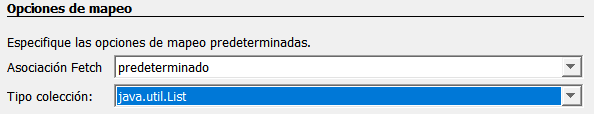 Opciones de mapeo
Especifique las opciones de mapeo predeterminadas.
Asociación Fetch predeterminado
Tipo colección: java.util.List